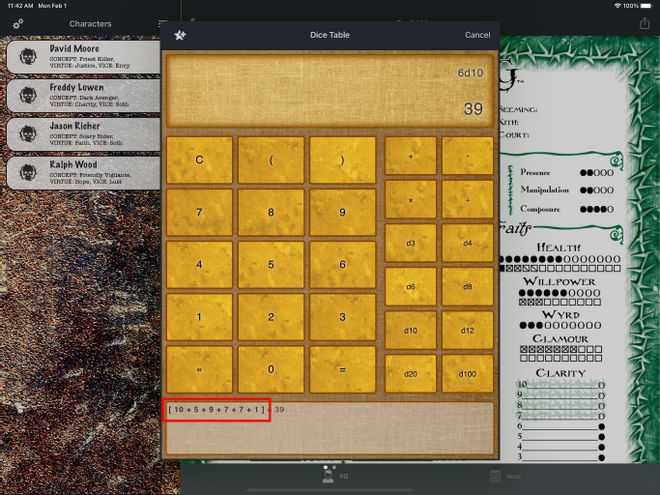 11:42 AM Mon Feb 1
100%
Characters
Dice Table
Cancel
David Moore
CONCEPT: Priest Killer,
VIRTUE: Justice, VICE: Envy
Freddy Lowen
CONCEPT: Dark Avenger,
VIRTUE: Charity, VICE: Soth
Jason Richer
CONCEPT: Scary Rider,
VIRTUE: Faith, VICE: Soth
Ralph Wood
CONCEPT: Friendly Vigilante,
VIRTUE: Hope, VICE: Lust
6d10
39
C ( ) + -
7 8 9 × ÷
4 5 6 d3 d4
d6 d8
1 2 3 d10 d12
« 0 = d20 d100
[ 10 + 5 + 9 + 7 + 7 + 1 ] = 39
G™
SEEMING:
KITH:
COURT:
Presence
Manipulation
Composure
HEALTH
WILLPOWER
WYRD
GLAMOUR
CLARITY
10
9
8
7
6
5
4
3
PG
Note